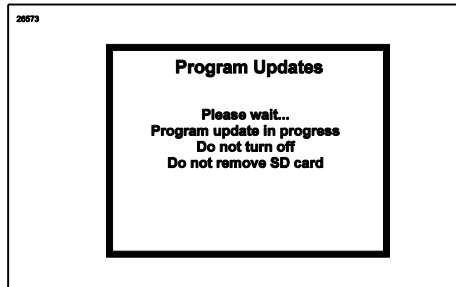 26573
Program Updates
Please wait...
Program update in progress
Do not turn off
Do not remove SD card